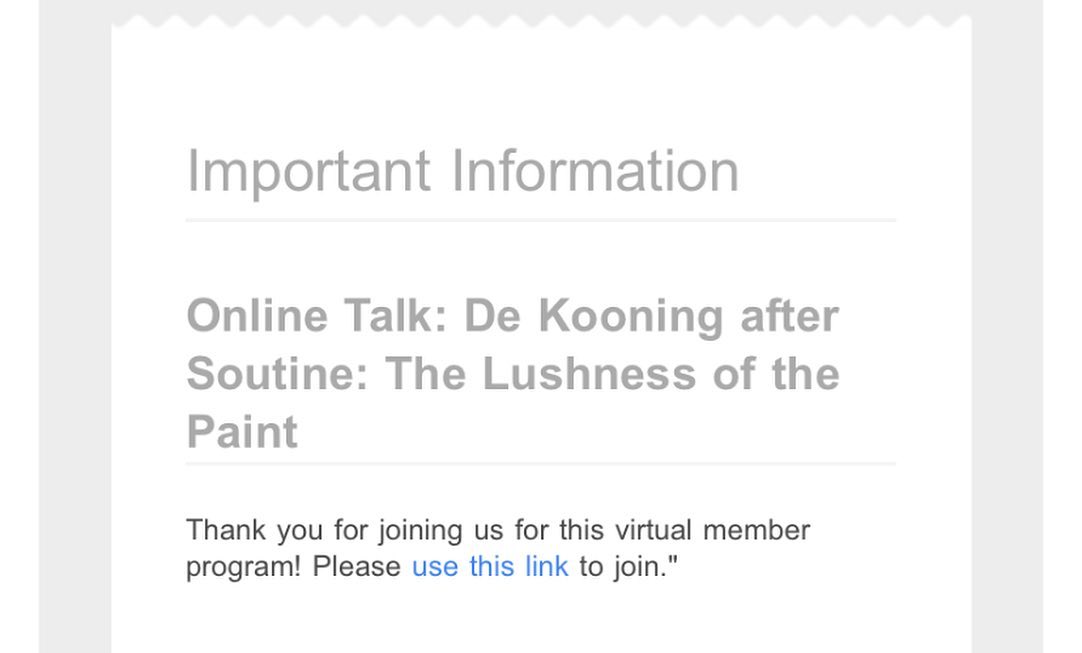 Important Information
Online Talk: De Kooning after
Soutine: The Lushness of the
Paint
Thank you for joining us for this virtual member
program! Please use this link to join."